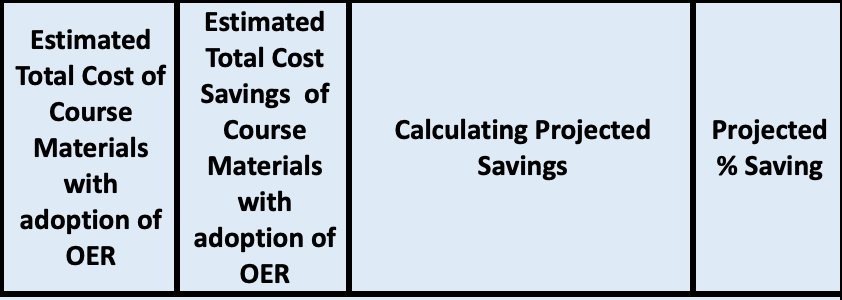 Estimated
Total Cost of
Course
Materials
with
adoption of
OER
Estimated
Total Cost
Savings of
Course
Materials
with
adoption of
OER
Calculating Projected
Savings
Projected
% Saving